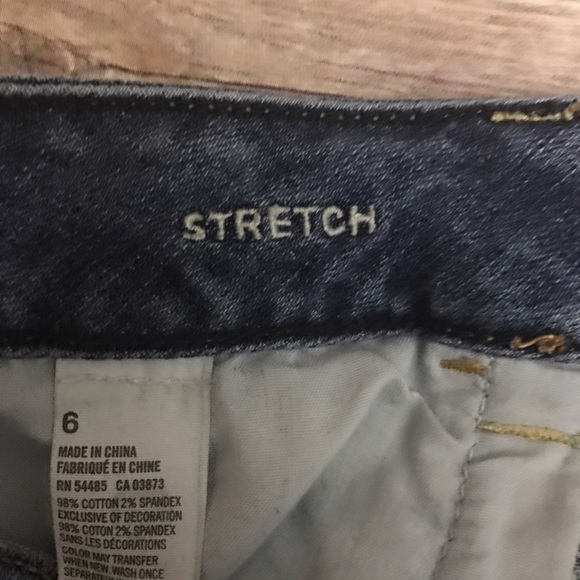 STRETCH
6
MADE IN CHINA
FABRIQUÉ EN CHINE
RN 54485 CA 03873
98% COTTON 2% SPANDEX
EXCLUSIVE OF DECORATION
98% COTON 2% SPANDEX
SANS LES DÉCORATIONS
COLOR MAY TRANSFER
WHEN NEW. WASH ONCE